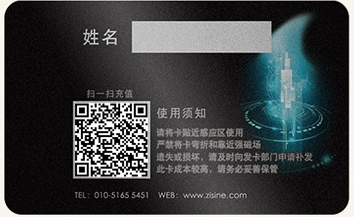 姓名
扫一扫充值
使用须知
请将卡贴近感应区使用
严禁将卡弯折和靠近强磁场
遗失或损坏，请及时向发卡部门申请补发
此卡成本较高，请务必妥善保管
TEL：010-5165 5451 WEB：www.zisine.com